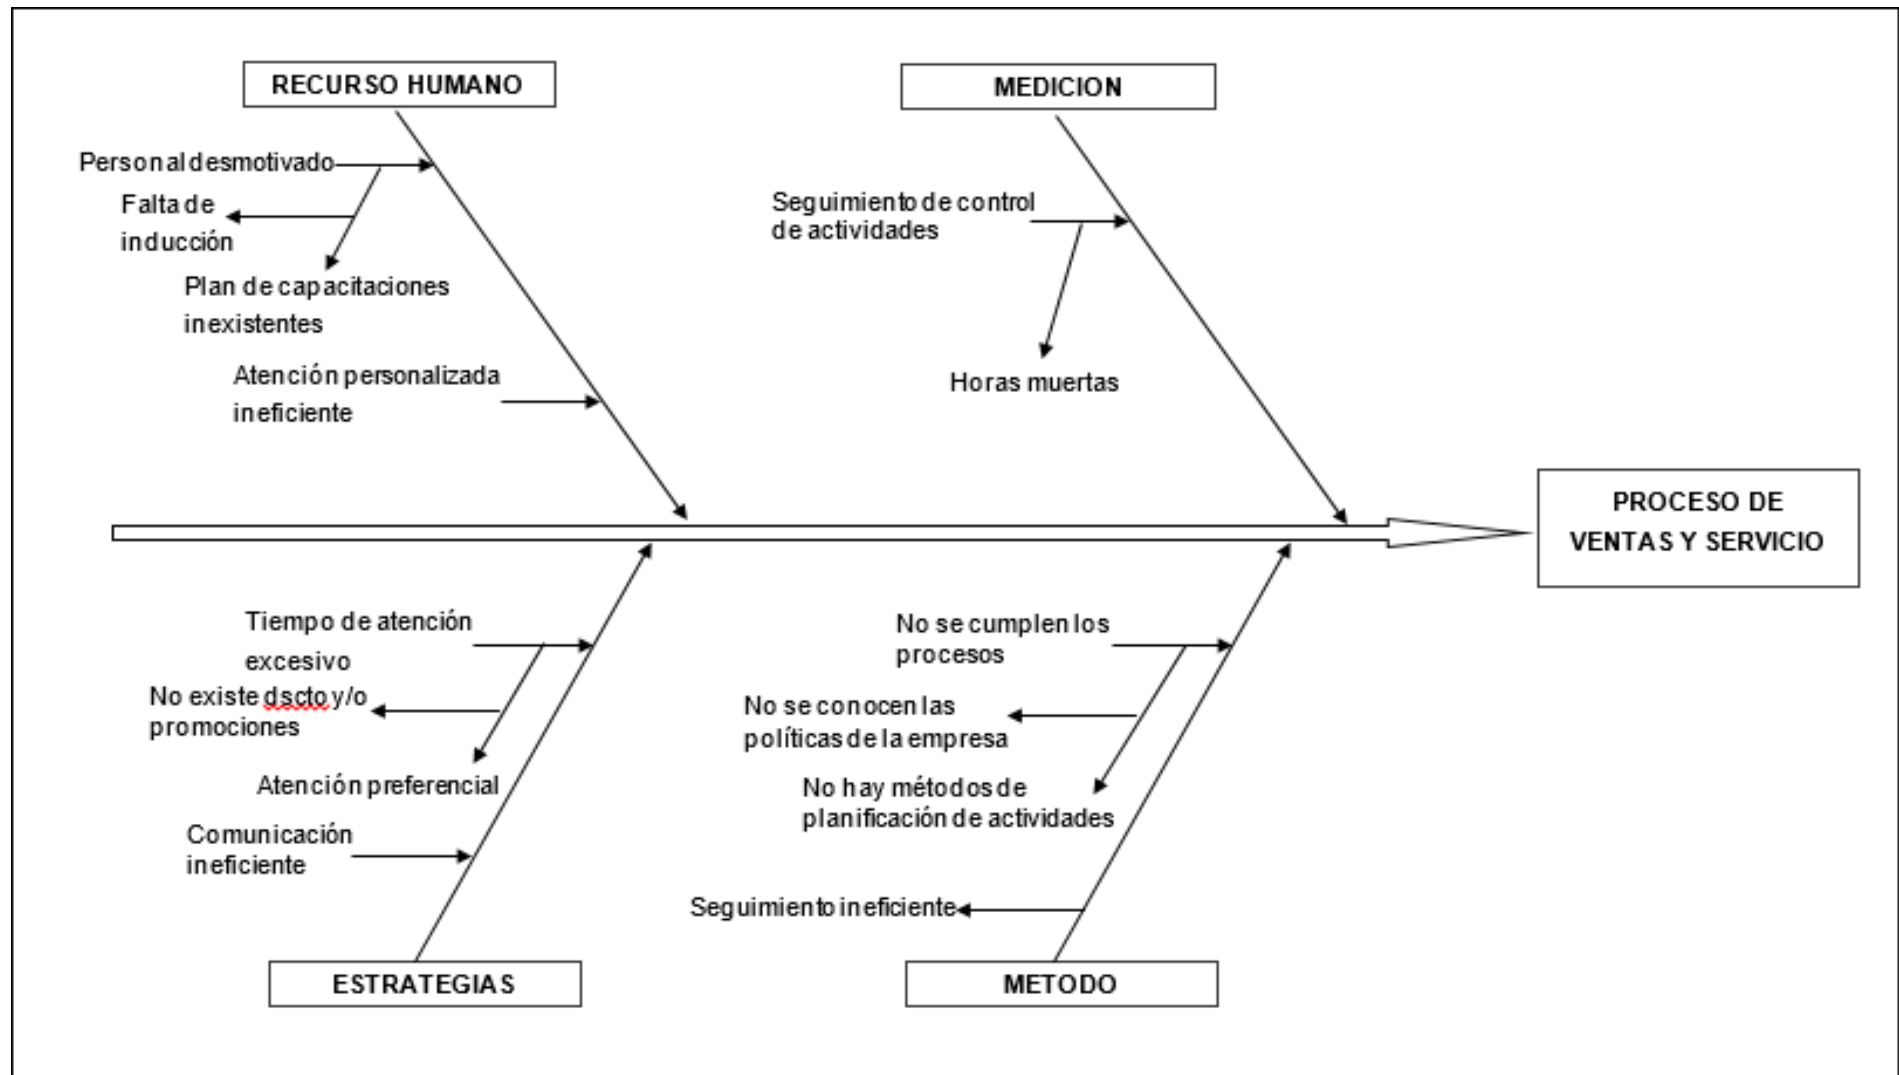 RECURSO HUMANO
MEDICION
Personal desmotivado
Falta de
inducción
Plan de capacitaciones
inexistentes
Atención personalizada
ineficiente
Seguimiento de control
de actividades
Horas muertas
PROCESO DE
VENTAS Y SERVICIO
Tiempo de atención
excesivo
No existe dscto y/o
promociones
Atención preferencial
Comunicación
ineficiente
No se cumplen los
procesos
No se conocen las
políticas de la empresa
No hay métodos de
planificación de actividades
Seguimiento ineficiente
ESTRATEGIAS
METODO